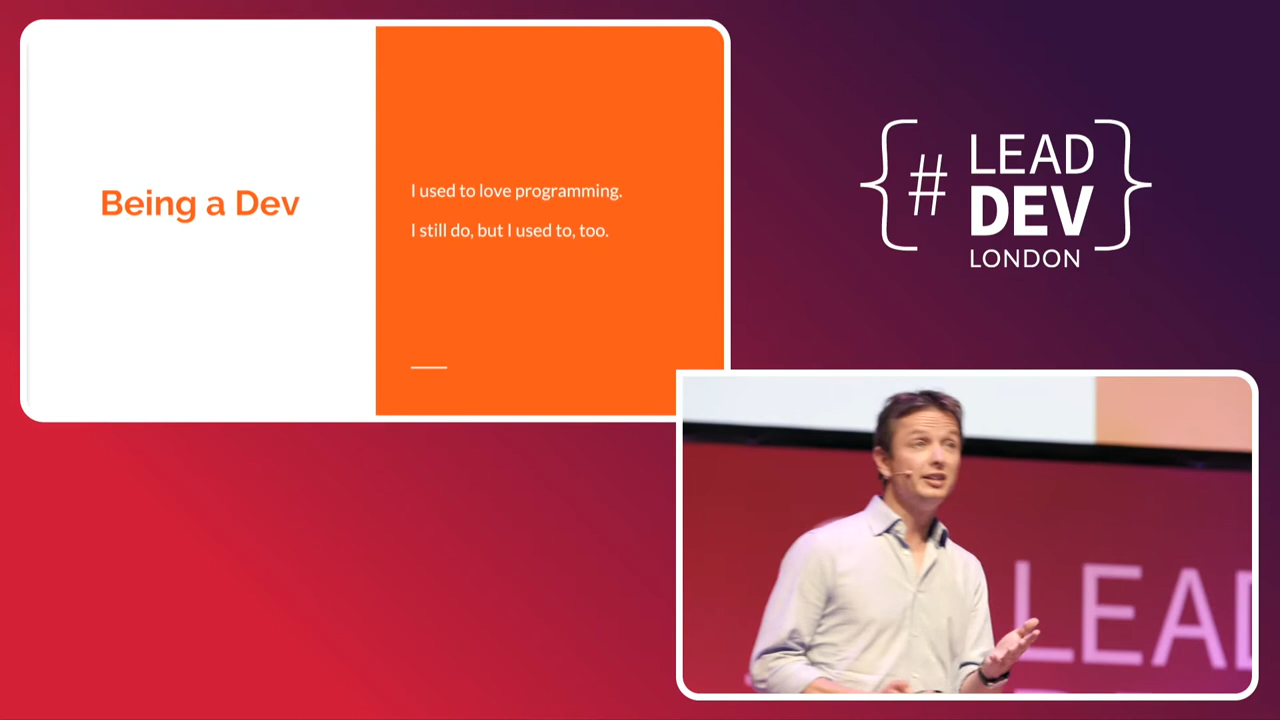 Being a Dev
I used to love programming.
I still do, but I used to, too.
{# LEAD
DEV}
LONDON
LEAD